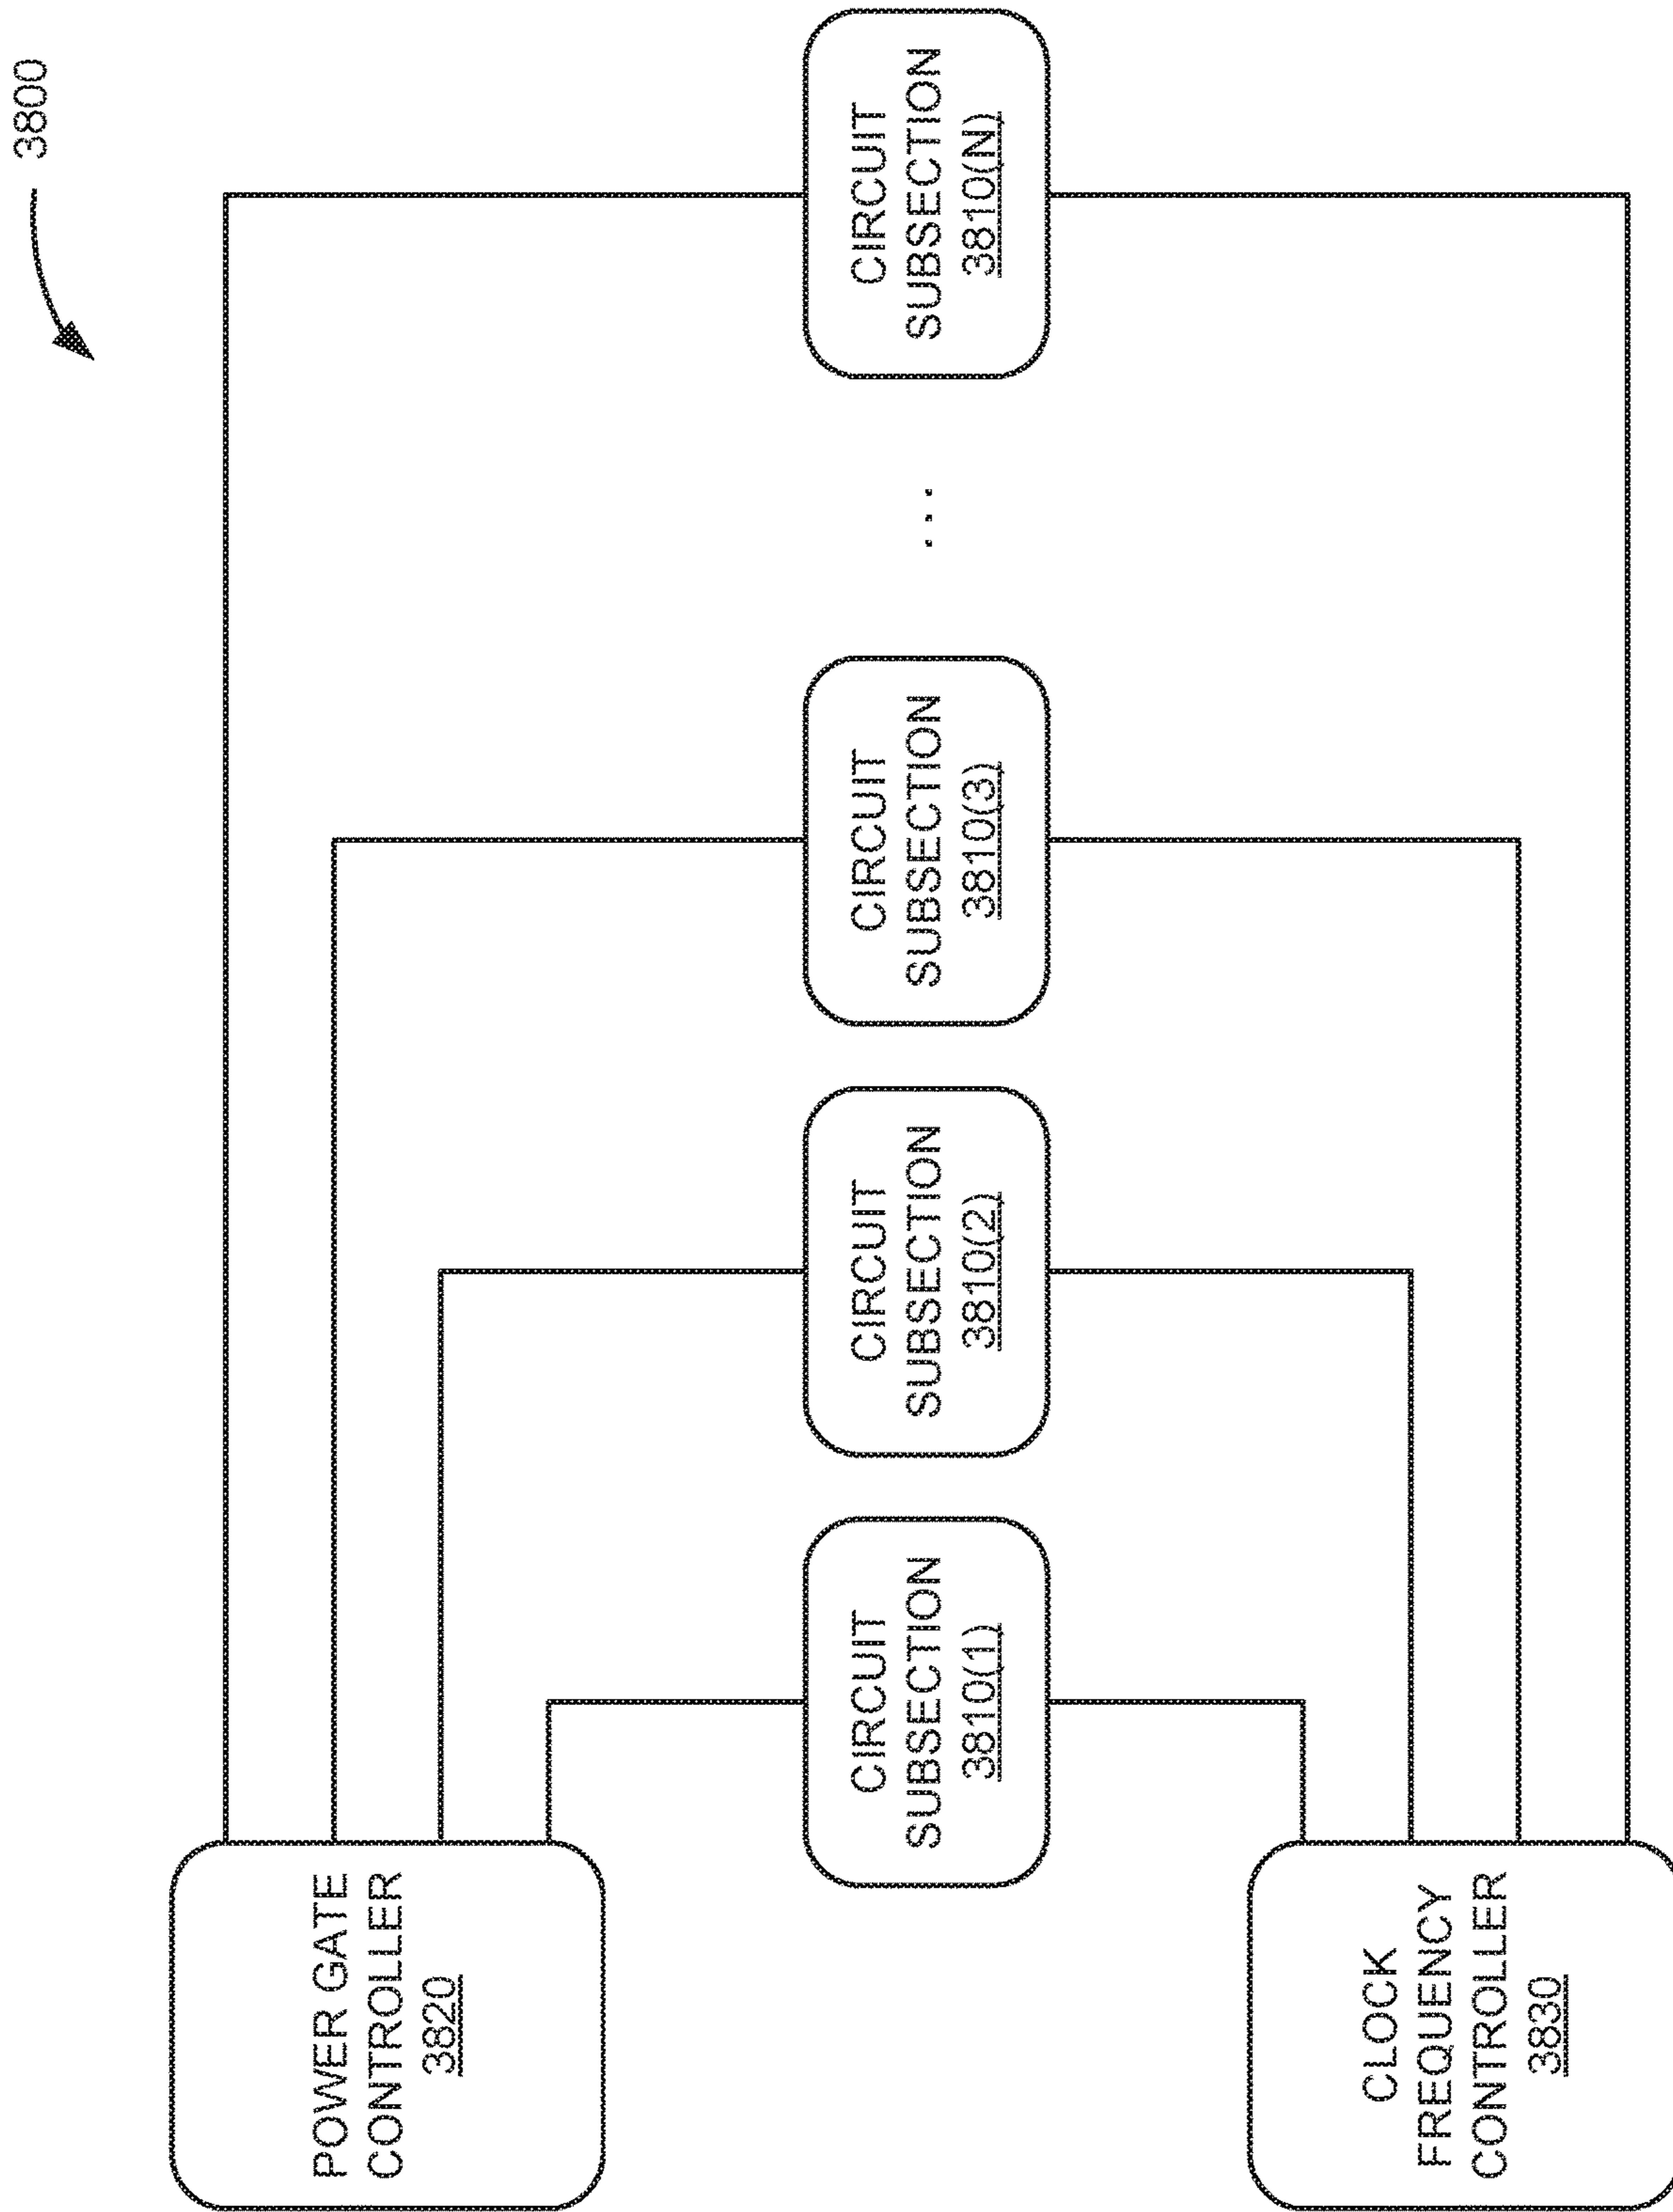 3800
POWER GATE
CONTROLLER
3820
CIRCUIT
SUBSECTION
3810(1)
CIRCUIT
SUBSECTION
3810(2)
CIRCUIT
SUBSECTION
3810(3)
. . .
CIRCUIT
SUBSECTION
3810(N)
CLOCK
FREQUENCY
CONTROLLER
3830